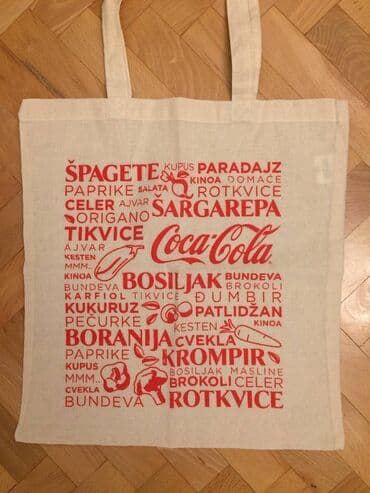 ŠPAGETE KUPUS PARADAJZ
KINOA DOMAĆE
PAPRIKE SALATA ROTKVICE
CELER AJVAR ŠARGAREPA
ORIGANO
TIKVICE Coca-Cola
AJVAR
KESTEN
MMM..
KINOA BOSILJAK BUNDEVA
BUNDEVA BROKOLI
KARFIOL TIKVICE ĐUMBIR
KUKURUZ PATLIDŽAN
PEČURKE KESTEN KINOA
BORANIJA CVEKLA
PAPRIKE KROMPIR
KUPUS BOSILJAK MASLINE
MMM.. BROKOLI CELER
CVEKLA
BUNDEVA ROTKVICE